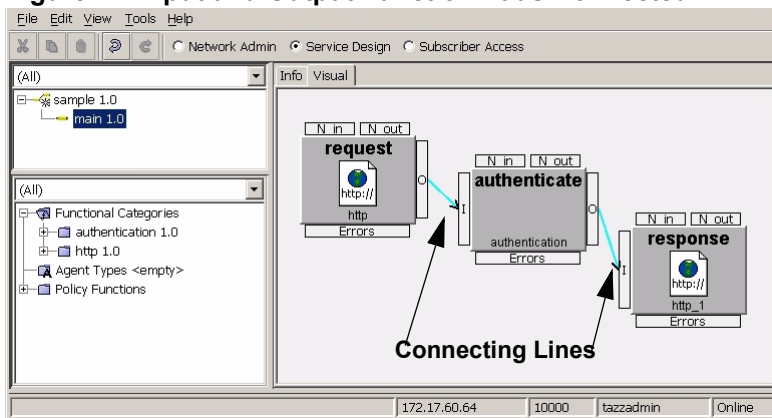 File Edit View Tools Help
Network Admin Service Design Subscriber Access
(All)
sample 1.0
main 1.0
(All)
Functional Categories
authentication 1.0
http 1.0
Agent Types <empty>
Policy Functions
Info Visual
N in N out
request
http://
http
Errors
O
N in N out
I
authenticate
authentication
Errors
O
N in N out
I
response
http://
http_1
Errors
Connecting Lines
172.17.60.64 10000 tazzadmin Online